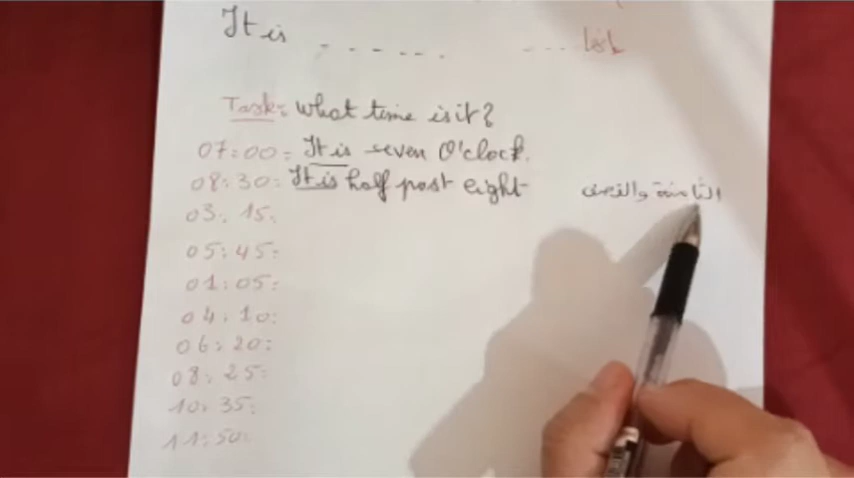 It is - - - - - - - - -
Task: what time is it?
07:00 = It is seven O'clock.
08:30: It is half past eight الثامنة والنصف
03:15:
05:45:
01:05:
04:10:
06:20:
08:25:
10:35:
11:50: